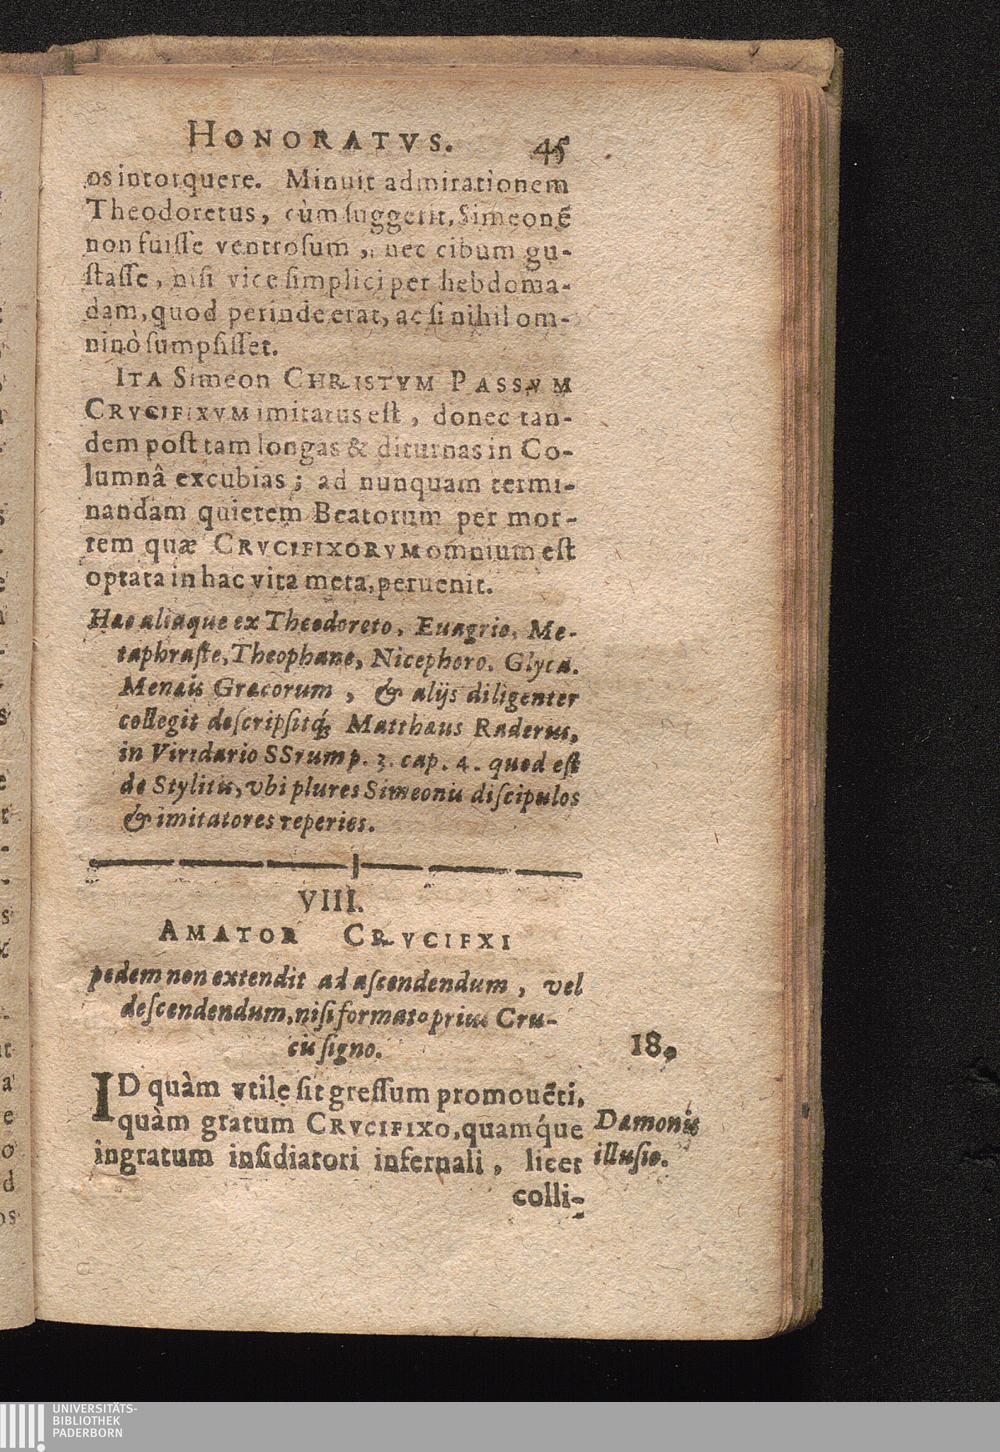 HONORATVS. 45
os intorquere. Minuit admirationem
Theodoretus, cùm suggerit, Simeonẽ
non fuisse ventrosum, nec cibum gu-
stasse, nisi vice simplici per hebdoma-
dam, quod perinde erat, ac si nihil om-
ninò sumpsisset.
ITA Simeon CHRISTVM PASSVM
CRVCIFIXVM imitatus est, donec tan-
dem post tam longas & diturnas in Co-
lumnâ excubias; ad nunquam termi-
nandam quietem Beatorum per mor-
tem quæ CRVCIFIXORVM omnium est
optata in hac vita meta, peruenit.
Hæc aliaque ex Theodoreto, Euagrio, Me-
taphraste, Theophane, Nicephoro, Glyca.
Menæis Græcorum, & alijs diligenter
collegit descripsitq́; Matthæus Raderus,
in Viridario SSrum p. 3. cap. 4. quod est
de Stylitis, vbi plures Simeonis discipulos
& imitatores reperies.
VIII.
AMATOR CRVCIFXI
pedem non extendit ad ascendendum, vel
descendendum, nisi formato prius Cru-
cis signo.
18.
ID quàm vtile sit gressum promouẽti,
quàm gratum CRVCIFIXO, quamq́ue
Dæmonis
ingratum insidiatori infernali, licet
illusio.
colli-
UNIVERSITÄTS-
BIBLIOTHEK
PADERBORN